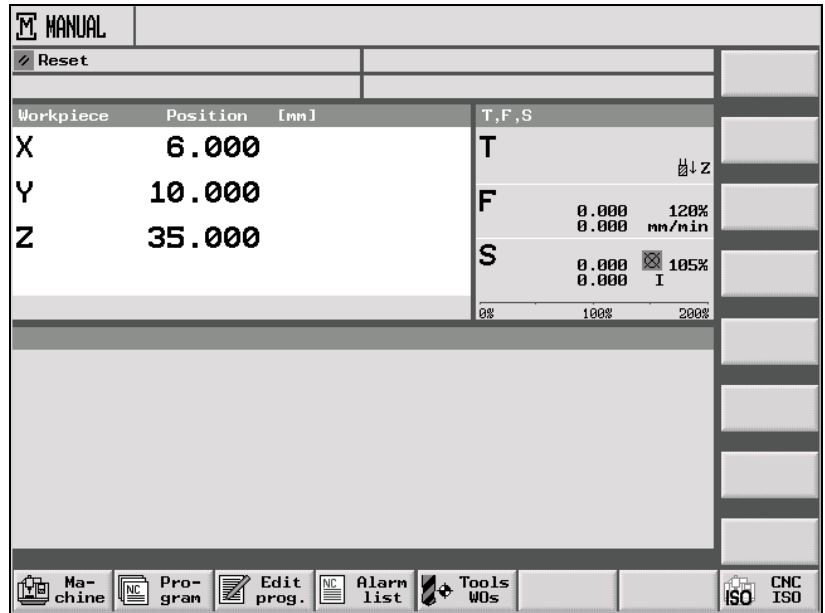 M MANUAL
Reset
Workpiece Position [mm]
X 6.000
Y 10.000
Z 35.000
T,F,S
T
Z
F 0.000 120%
0.000 mm/min
S 0.000 105%
0.000 I
0% 100% 200%
Ma-
chine
NC Pro-
gram
Edit
prog.
NC Alarm
list
Tools
WOs
ISO CNC
ISO